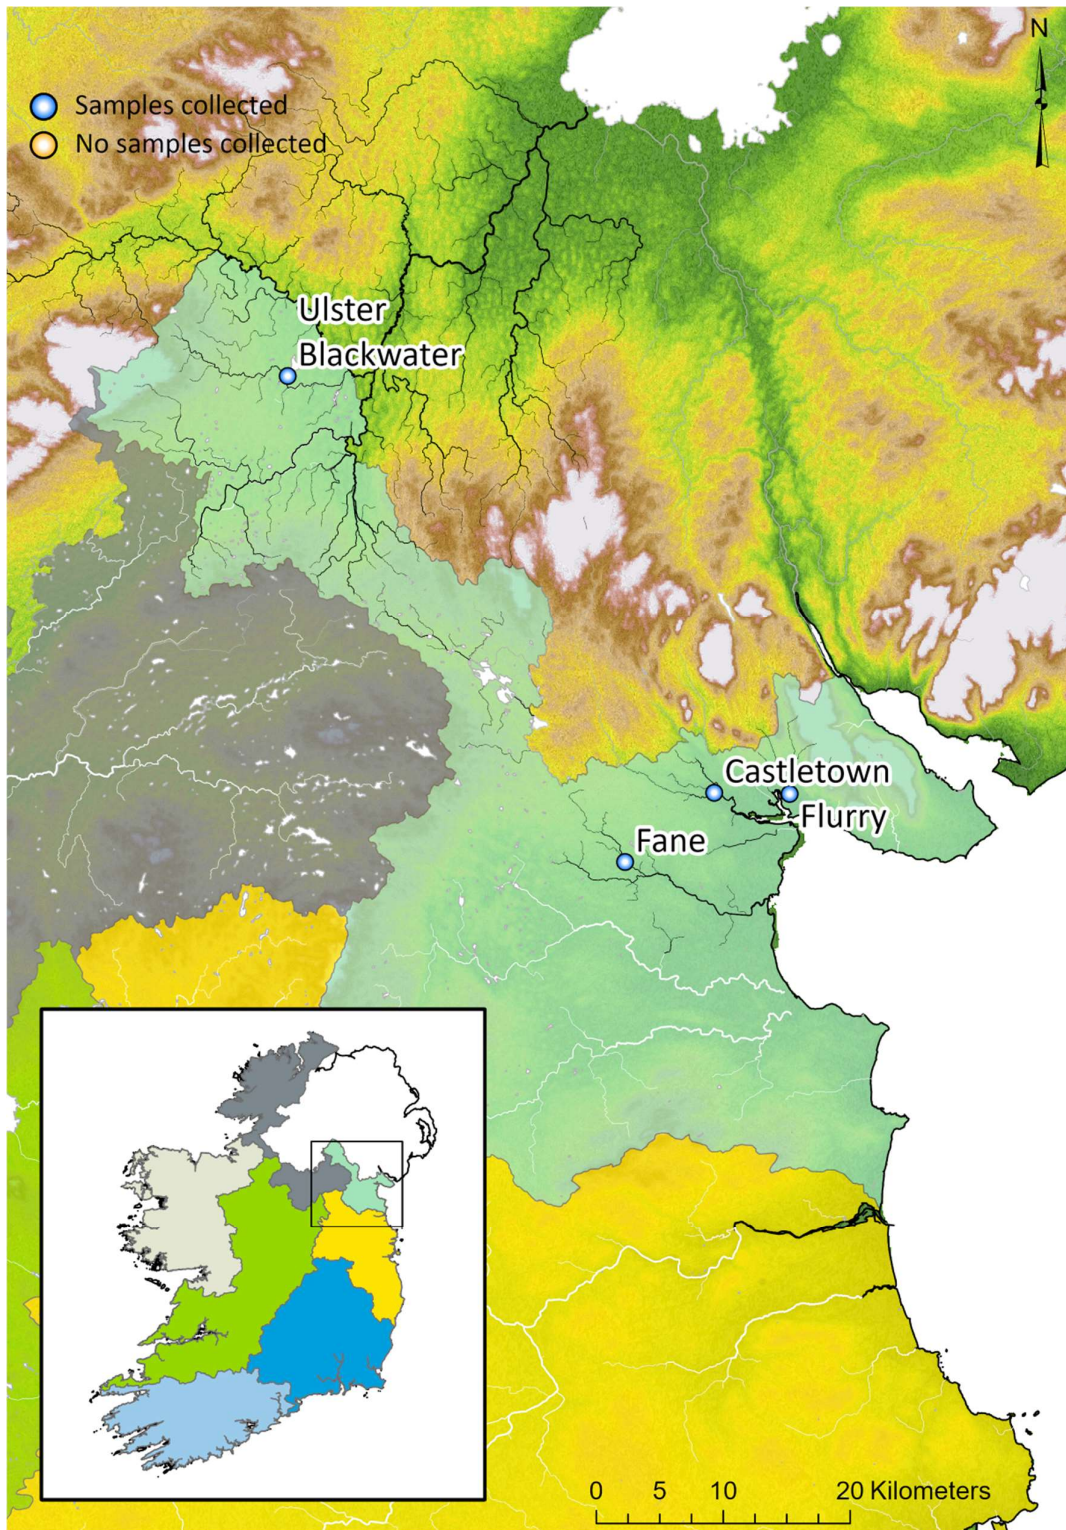 N
Samples collected
No samples collected
Ulster
Blackwater
Castletown
Flurry
Fane
0 5 10 20 Kilometers